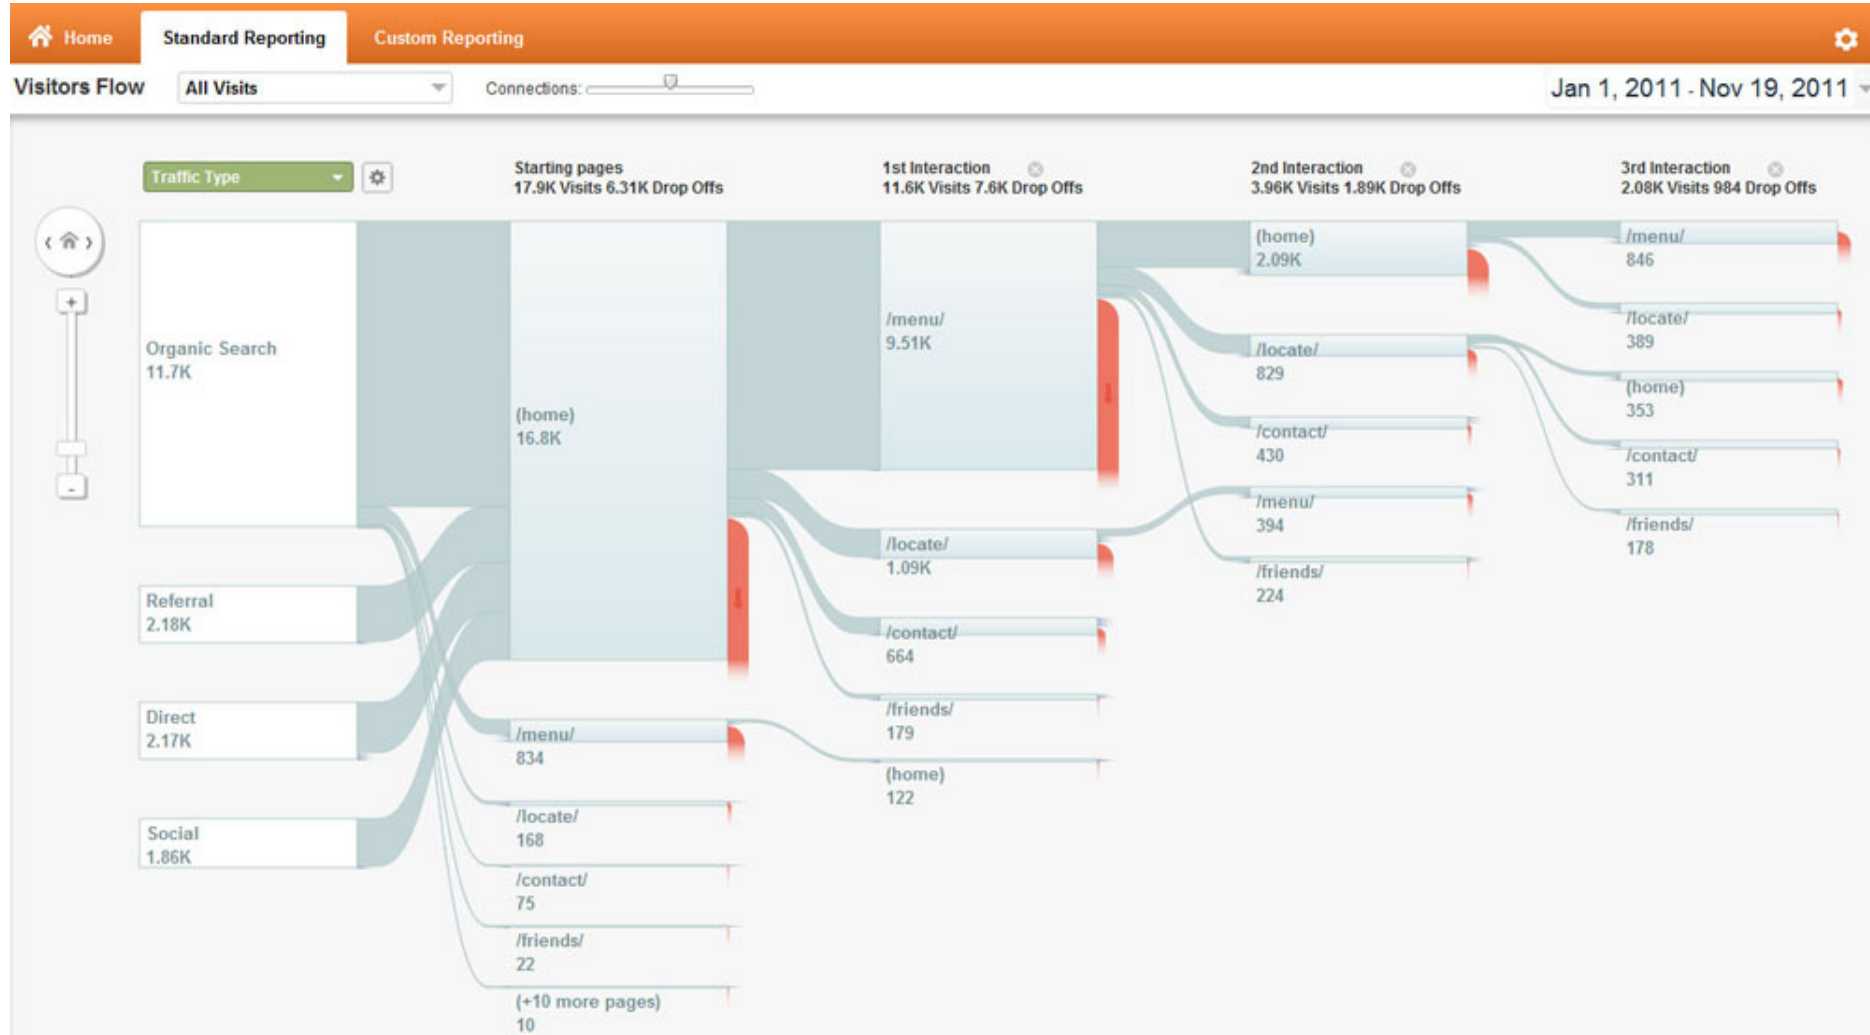 Home
Standard Reporting
Custom Reporting
Visitors Flow
All Visits
Connections:
Jan 1, 2011 - Nov 19, 2011
Traffic Type
Organic Search
11.7K
Referral
2.18K
Direct
2.17K
Social
1.86K
Starting pages
17.9K Visits 6.31K Drop Offs
(home)
16.8K
/menu/
834
/locate/
168
/contact/
75
/friends/
22
(+10 more pages)
10
1st Interaction
11.6K Visits 7.6K Drop Offs
/menu/
9.51K
/locate/
1.09K
/contact/
664
/friends/
179
(home)
122
2nd Interaction
3.96K Visits 1.89K Drop Offs
(home)
2.09K
/locate/
829
/contact/
430
/menu/
394
/friends/
224
3rd Interaction
2.08K Visits 984 Drop Offs
/menu/
846
/locate/
389
(home)
353
/contact/
311
/friends/
178